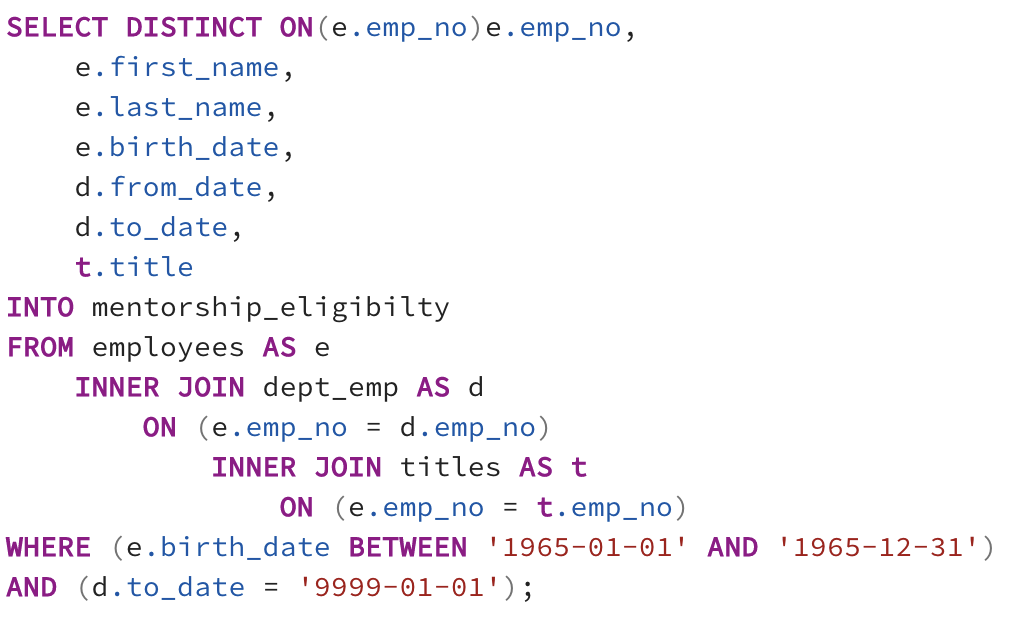 SELECT DISTINCT ON(e.emp_no)e.emp_no,
    e.first_name,
    e.last_name,
    e.birth_date,
    d.from_date,
    d.to_date,
    t.title
INTO mentorship_eligibilty
FROM employees AS e
    INNER JOIN dept_emp AS d
        ON (e.emp_no = d.emp_no)
            INNER JOIN titles AS t
                ON (e.emp_no = t.emp_no)
WHERE (e.birth_date BETWEEN '1965-01-01' AND '1965-12-31')
AND (d.to_date = '9999-01-01');